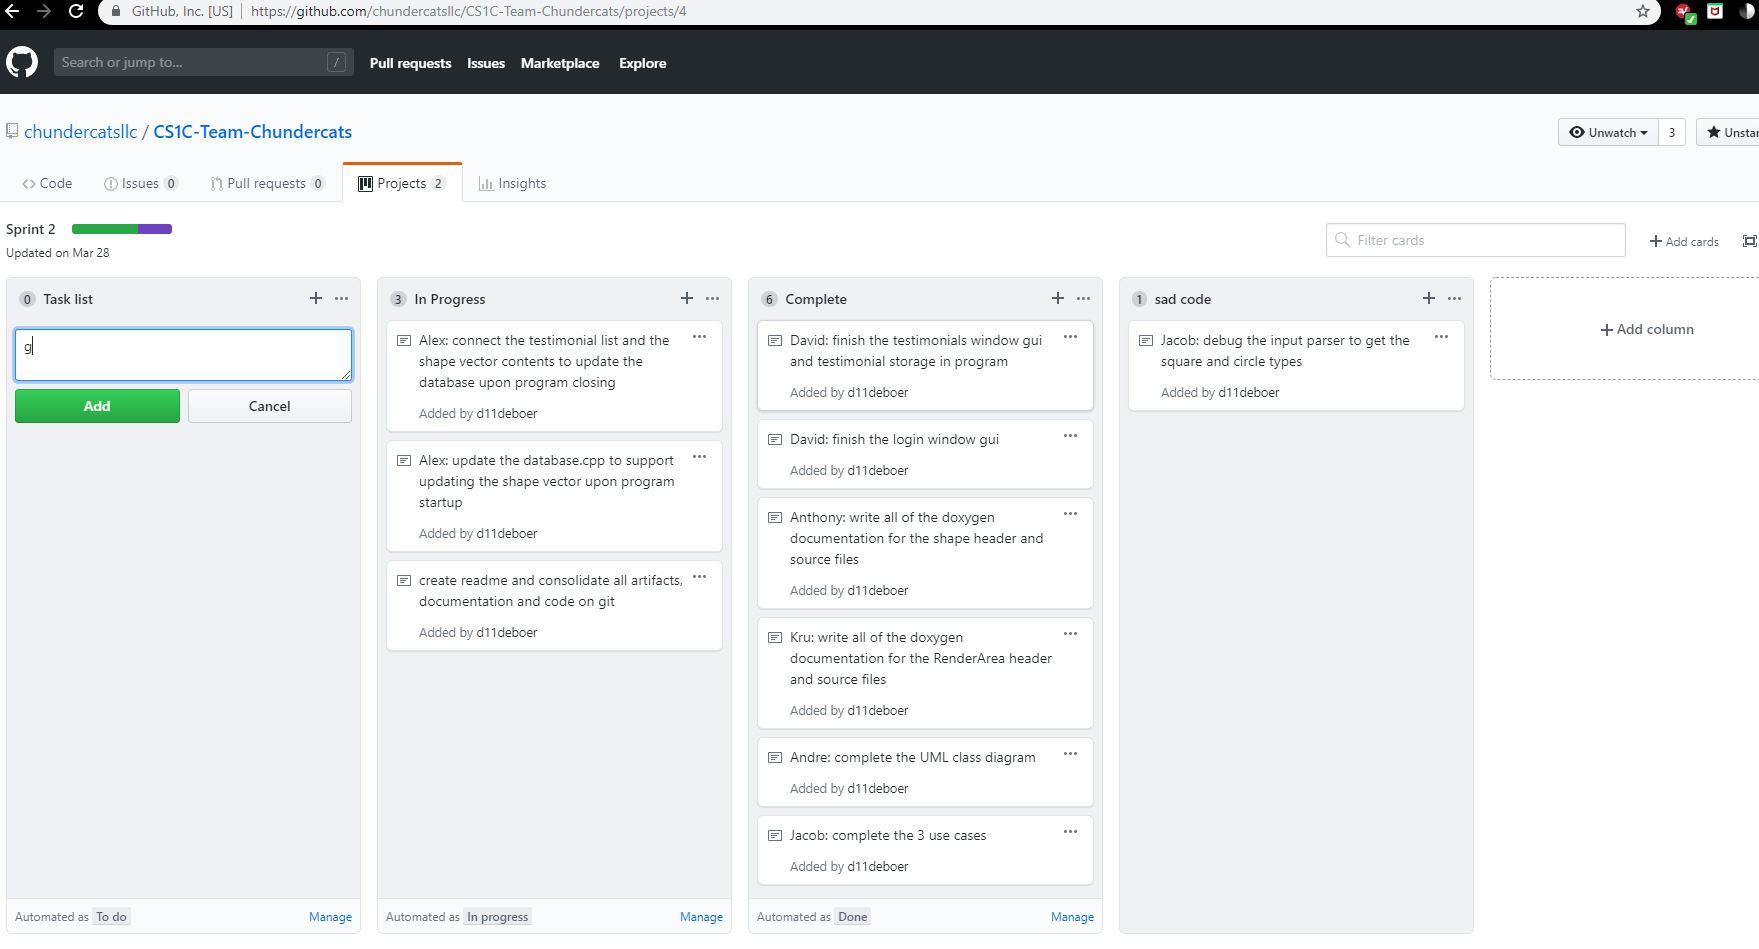 GitHub, Inc. [US] | https://github.com/chundercatsllc/CS1C-Team-Chundercats/projects/4
Search or jump to... /
Pull requests Issues Marketplace Explore
chundercatsllc / CS1C-Team-Chundercats
Unwatch 3 Unstar
Code Issues 0 Pull requests 0 Projects 2 Insights
Sprint 2
Updated on Mar 28
Filter cards
Add cards
0 Task list
g
Add Cancel
Automated as To do Manage
3 In Progress
Alex: connect the testimonial list and the
shape vector contents to update the
database upon program closing
Added by d11deboer
Alex: update the database.cpp to support
updating the shape vector upon program
startup
Added by d11deboer
create readme and consolidate all artifacts,
documentation and code on git
Added by d11deboer
Automated as In progress Manage
6 Complete
David: finish the testimonials window gui
and testimonial storage in program
Added by d11deboer
David: finish the login window gui
Added by d11deboer
Anthony: write all of the doxygen
documentation for the shape header and
source files
Added by d11deboer
Kru: write all of the doxygen
documentation for the RenderArea header
and source files
Added by d11deboer
Andre: complete the UML class diagram
Added by d11deboer
Jacob: complete the 3 use cases
Added by d11deboer
Automated as Done Manage
1 sad code
Jacob: debug the input parser to get the
square and circle types
Added by d11deboer
Add column